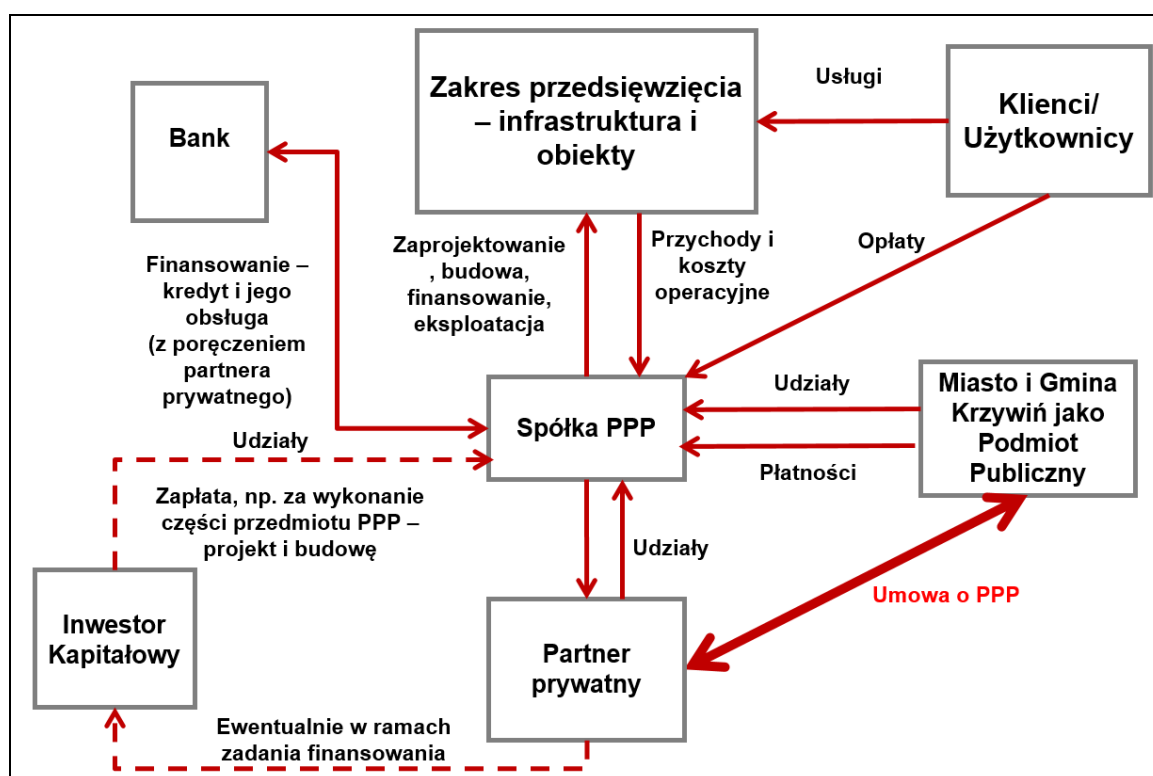 Zakres przedsięwzięcia
– infrastruktura i
obiekty
Usługi
Klienci/
Użytkownicy
Bank
Finansowanie –
kredyt i jego
obsługa
(z poręczeniem
partnera
prywatnego)
Zaprojektowanie
, budowa,
finansowanie,
eksploatacja
Przychody i
koszty
operacyjne
Opłaty
Udziały
Spółka PPP
Udziały
Płatności
Miasto i Gmina
Krzywiń jako
Podmiot
Publiczny
Zapłata, np. za wykonanie
części przedmiotu PPP –
projekt i budowę
Udziały
Umowa o PPP
Inwestor
Kapitałowy
Partner
prywatny
Ewentualnie w ramach
zadania finansowania